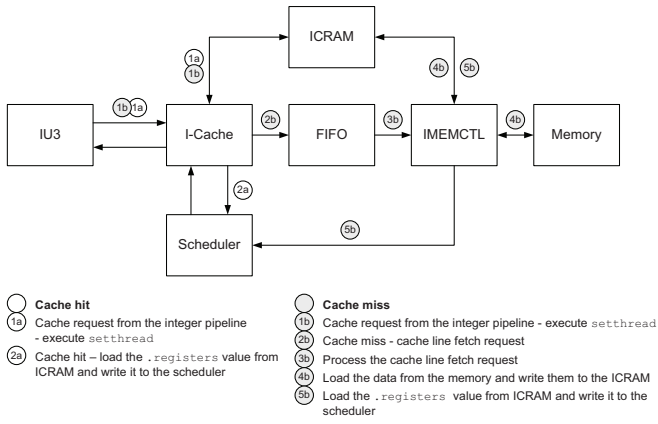 ICRAM
1a
1b
4b
5b
1b
1a
2b
3b
4b
IU3
I-Cache
FIFO
IMEMCTL
Memory
2a
5b
Scheduler
Cache hit
1a Cache request from the integer pipeline
- execute setthread
2a Cache hit – load the .registers value from
ICRAM and write it to the scheduler
Cache miss
1b Cache request from the integer pipeline - execute setthread
2b Cache miss - cache line fetch request
3b Process the cache line fetch request
4b Load the data from the memory and write them to the ICRAM
5b Load the .registers value from ICRAM and write it to the
scheduler